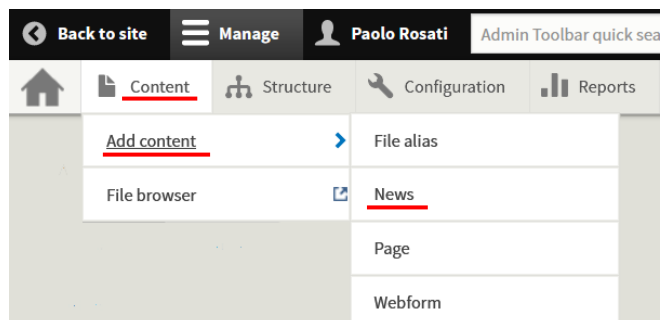 Back to site Manage Paolo Rosati Admin Toolbar quick sea
Content Structure Configuration Reports
Add content File alias
File browser News
Page
Webform